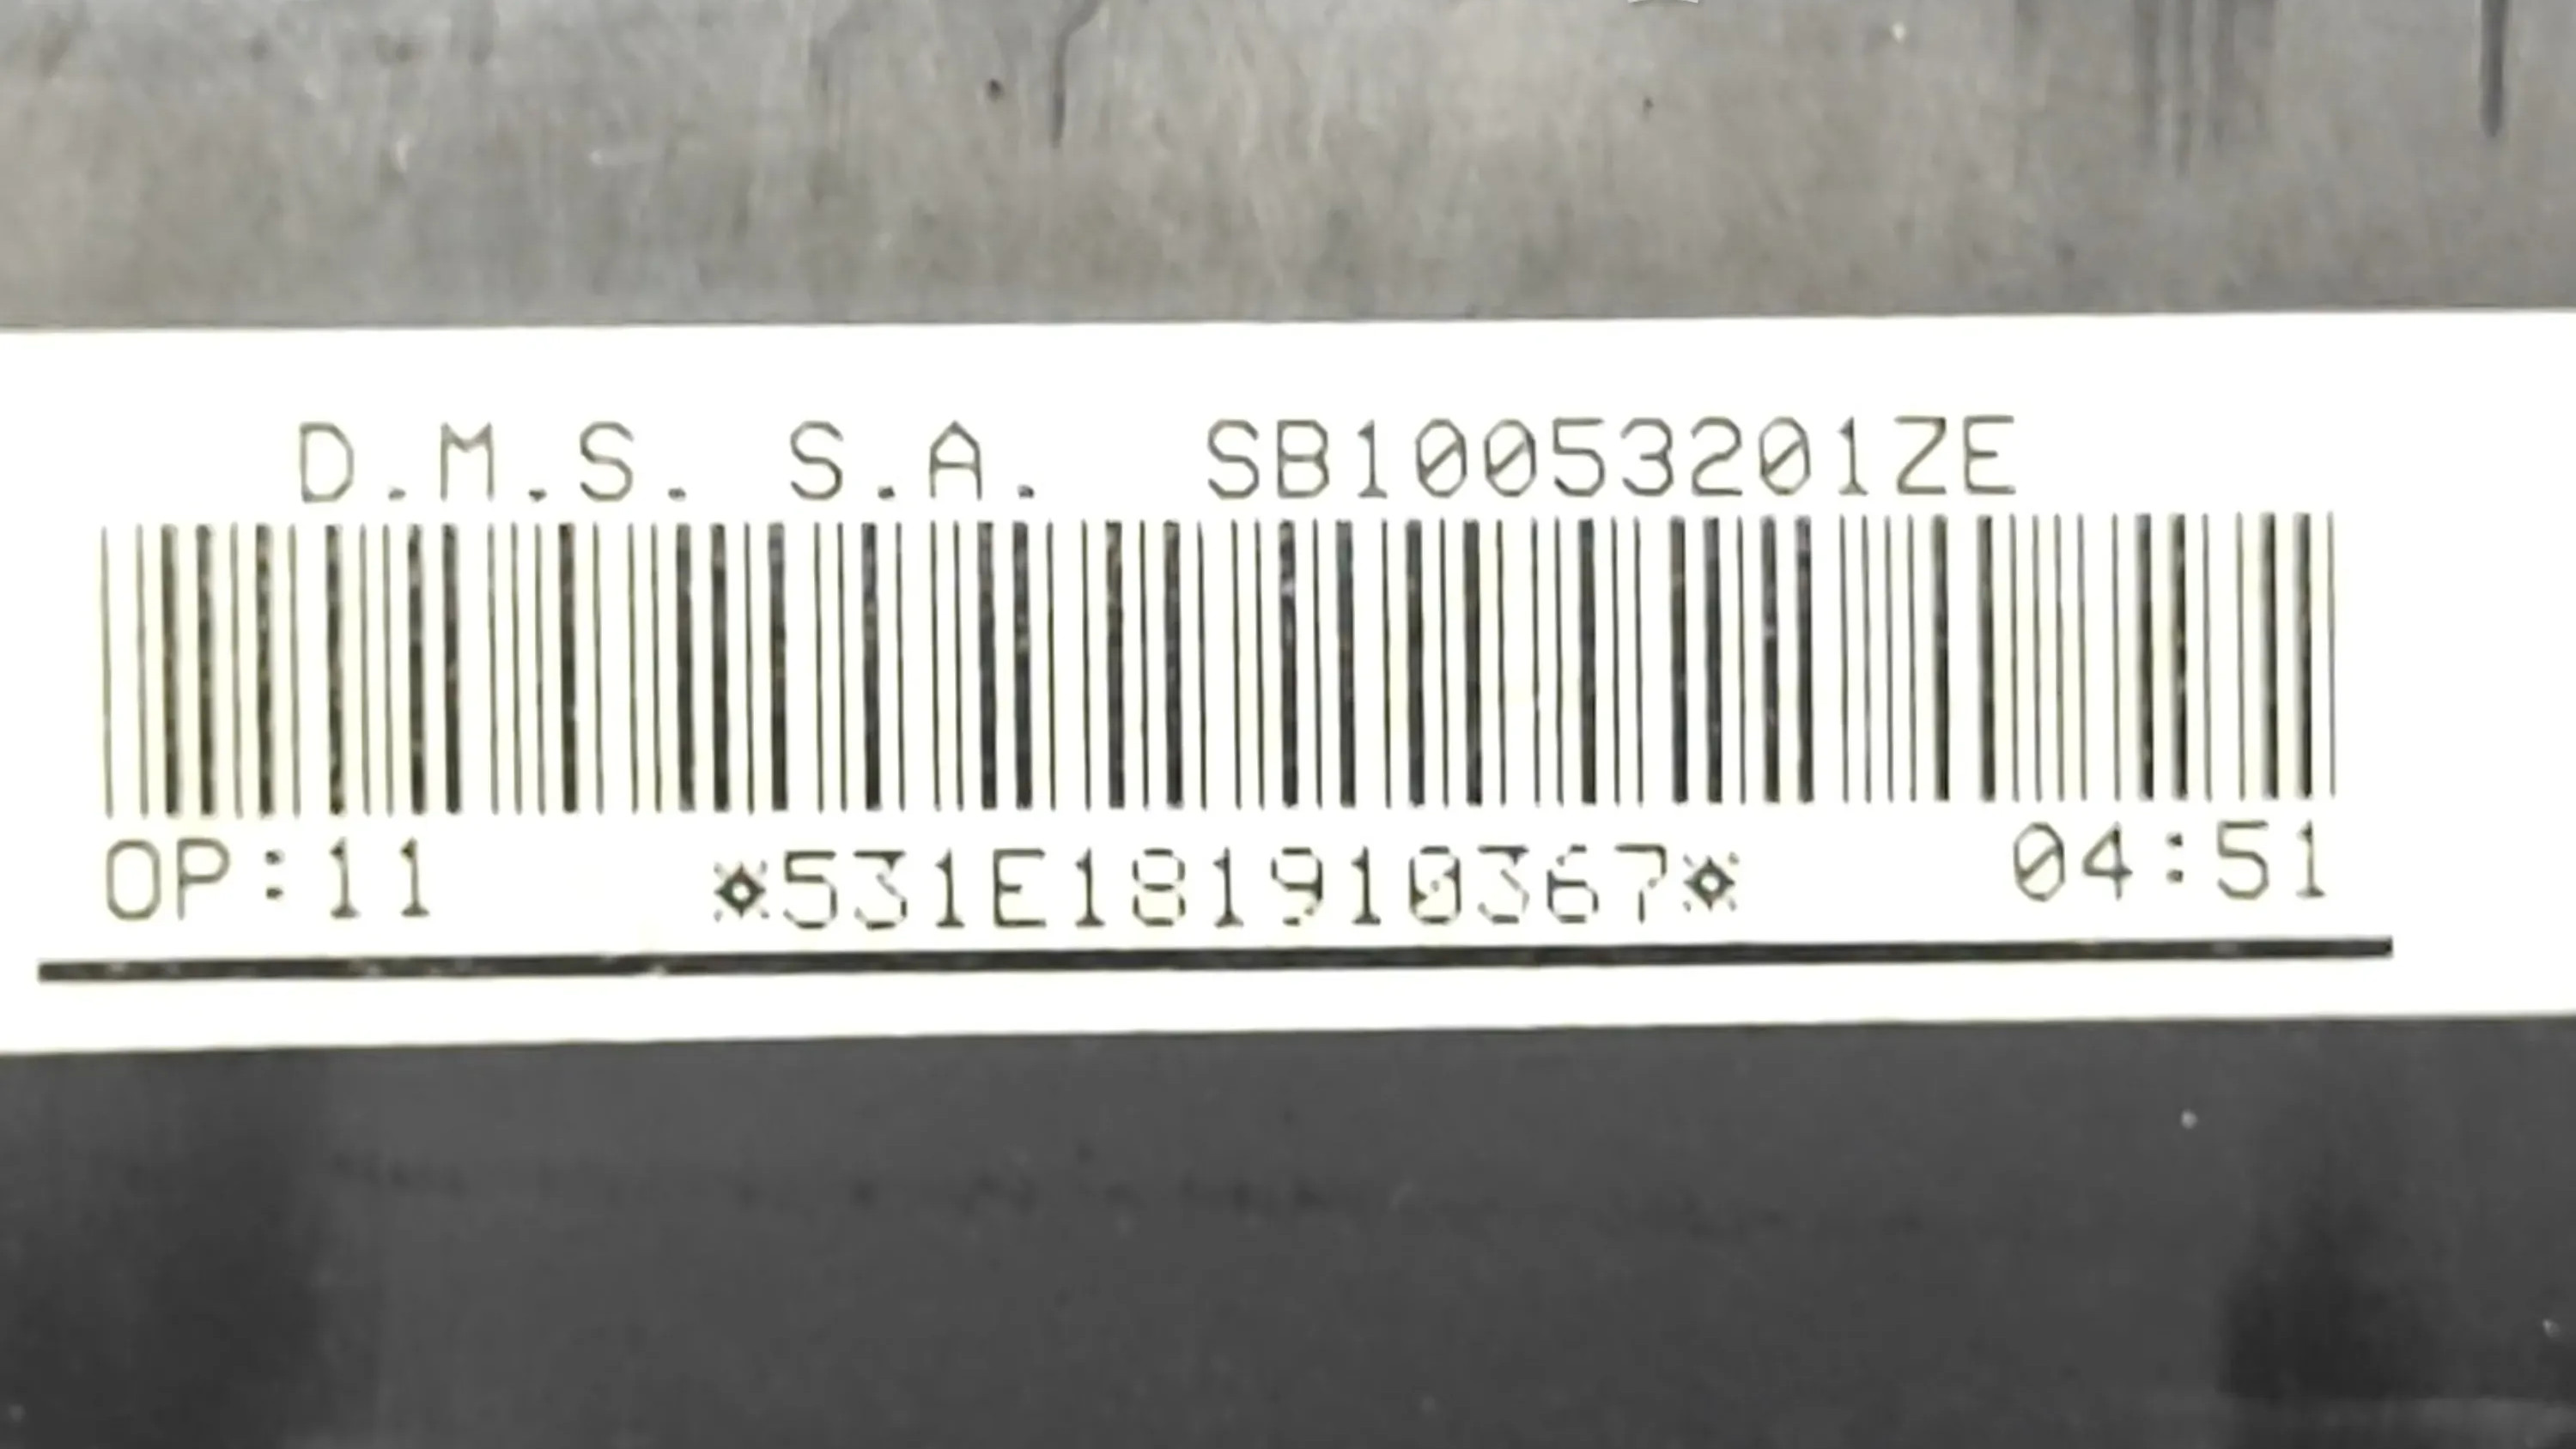 D.M.S. S.A. SB10053201ZE
OP:11 *531E181910367* 04:51